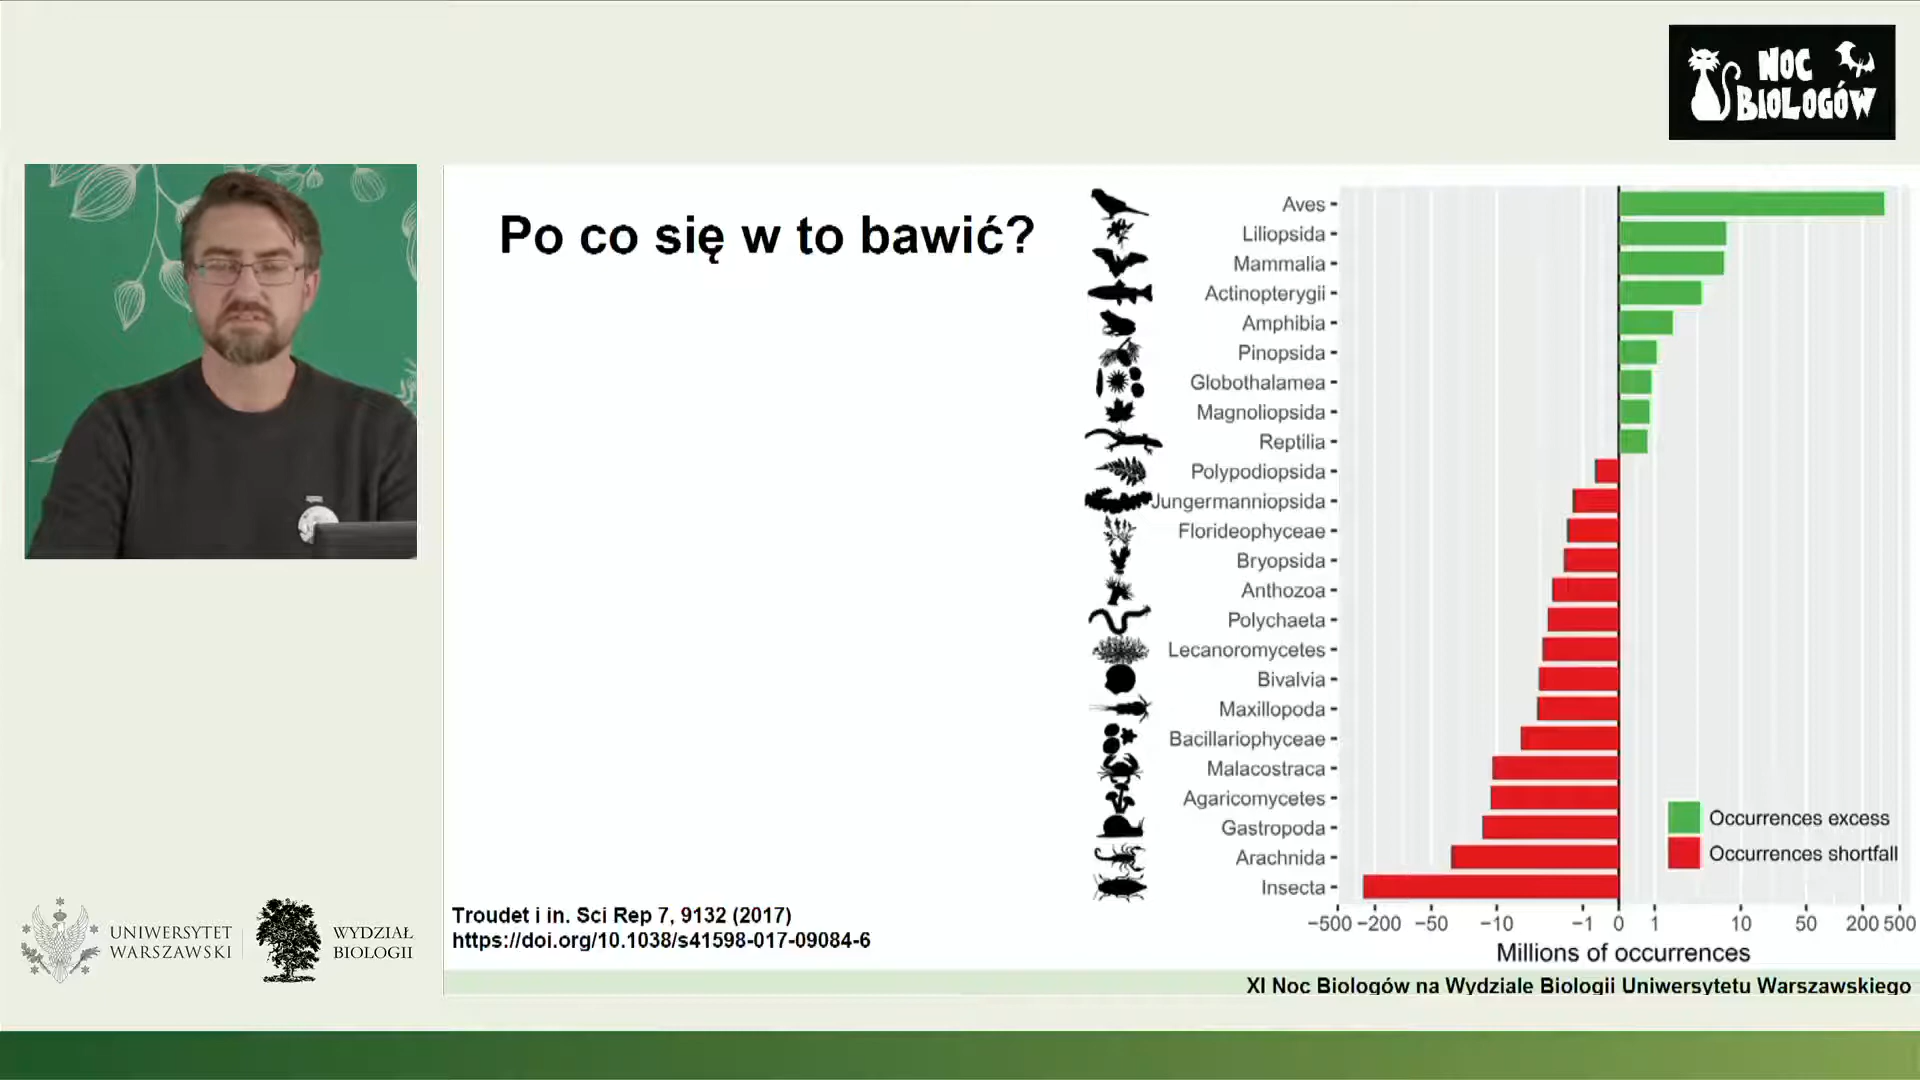 NOC
BIOLOGÓW
Po co się w to bawić?
Aves
Liliopsida
Mammalia
Actinopterygii
Amphibia
Pinopsida
Globothalamea
Magnoliopsida
Reptilia
Polypodiopsida
Jungermanniopsida
Florideophyceae
Bryopsida
Anthozoa
Polychaeta
Lecanoromycetes
Bivalvia
Maxillopoda
Bacillariophyceae
Malacostraca
Agaricomycetes
Gastropoda
Arachnida
Insecta
Occurrences excess
Occurrences shortfall
−500 −200 −50 −10 −1 0 1 10 50 200 500
Millions of occurrences
Troudet i in. Sci Rep 7, 9132 (2017)
https://doi.org/10.1038/s41598-017-09084-6
UNIWERSYTET
WARSZAWSKI
WYDZIAŁ
BIOLOGII
XI Noc Biologów na Wydziale Biologii Uniwersytetu Warszawskiego